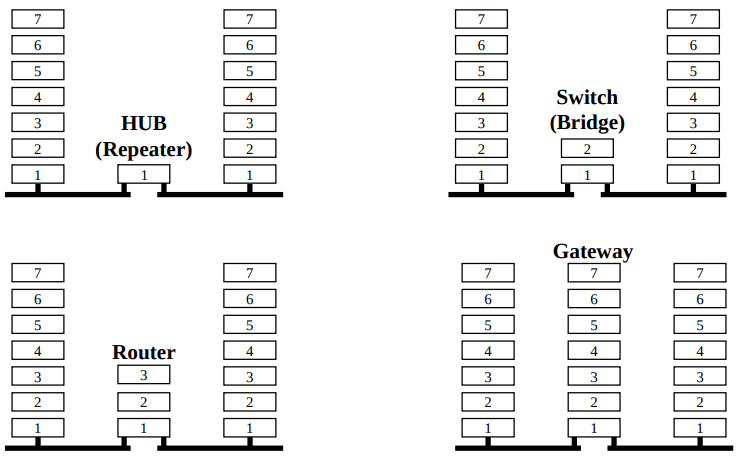 7 7
6 6
5 5
4 4
HUB
3 3
(Repeater)
2 2
1 1 1
7 7
6 6
5 5
4 4
Switch
3 3
(Bridge)
2 2 2
1 1 1
7 7
6 6
5 5
4 4
Router
3 3 3
2 2 2
1 1 1
Gateway
7 7 7
6 6 6
5 5 5
4 4 4
3 3 3
2 2 2
1 1 1